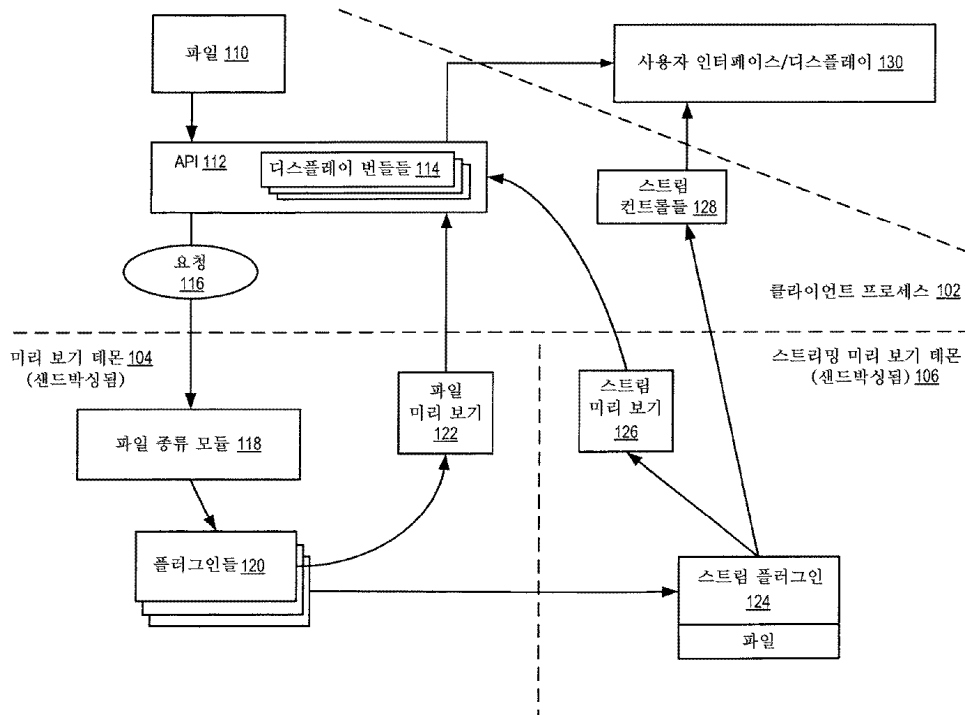 파일 110
사용자 인터페이스/디스플레이 130
API 112
디스플레이 번들들 114
스트림
컨트롤들 128
요청
116
클라이언트 프로세스 102
미리 보기 데몬 104
(샌드박싱됨)
스트리밍 미리 보기 데몬
(샌드박싱됨) 106
파일
미리 보기
122
스트림
미리 보기
126
파일 종류 모듈 118
플러그인들 120
스트림 플러그인
124
파일